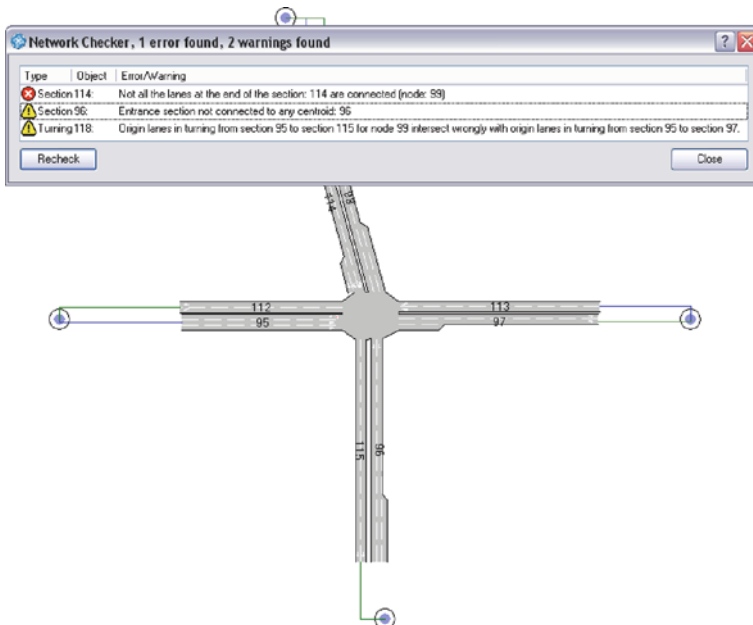 Network Checker, 1 error found, 2 warnings found
Type Object Error/Warning
Section 114: Not all the lanes at the end of the section: 114 are connected (node: 99)
Section 96: Entrance section not connected to any centroid: 96
Turning 118: Origin lanes in turning from section 95 to section 115 for node 99 intersect wrongly with origin lanes in turning from section 95 to section 97.
Recheck Close
114 98
112 113
95 97
115 96